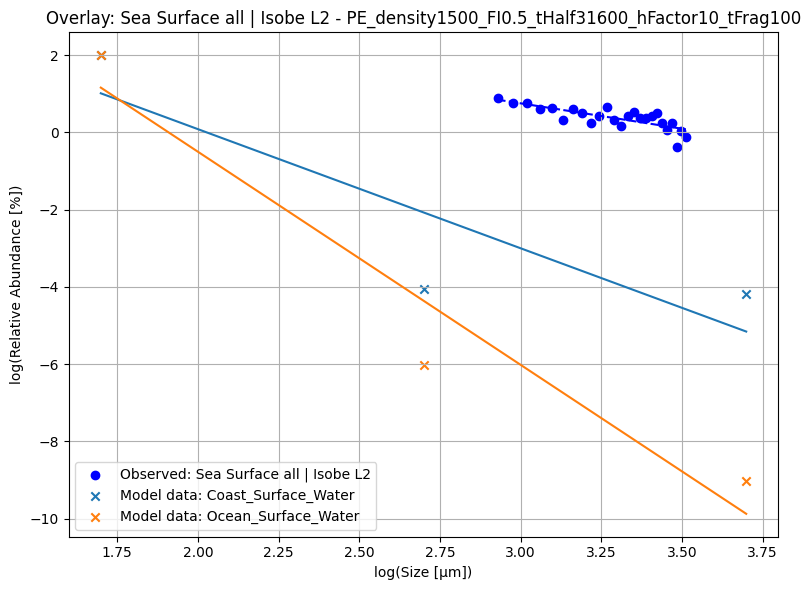 Overlay: Sea Surface all | Isobe L2 - PE_density1500_FI0.5_tHalf31600_hFactor10_tFrag100
log(Relative Abundance [%])
2
0
−2
−4
−6
−8
−10
Observed: Sea Surface all | Isobe L2
Model data: Coast_Surface_Water
Model data: Ocean_Surface_Water
1.75
2.00
2.25
2.50
2.75
3.00
3.25
3.50
3.75
log(Size [μm])